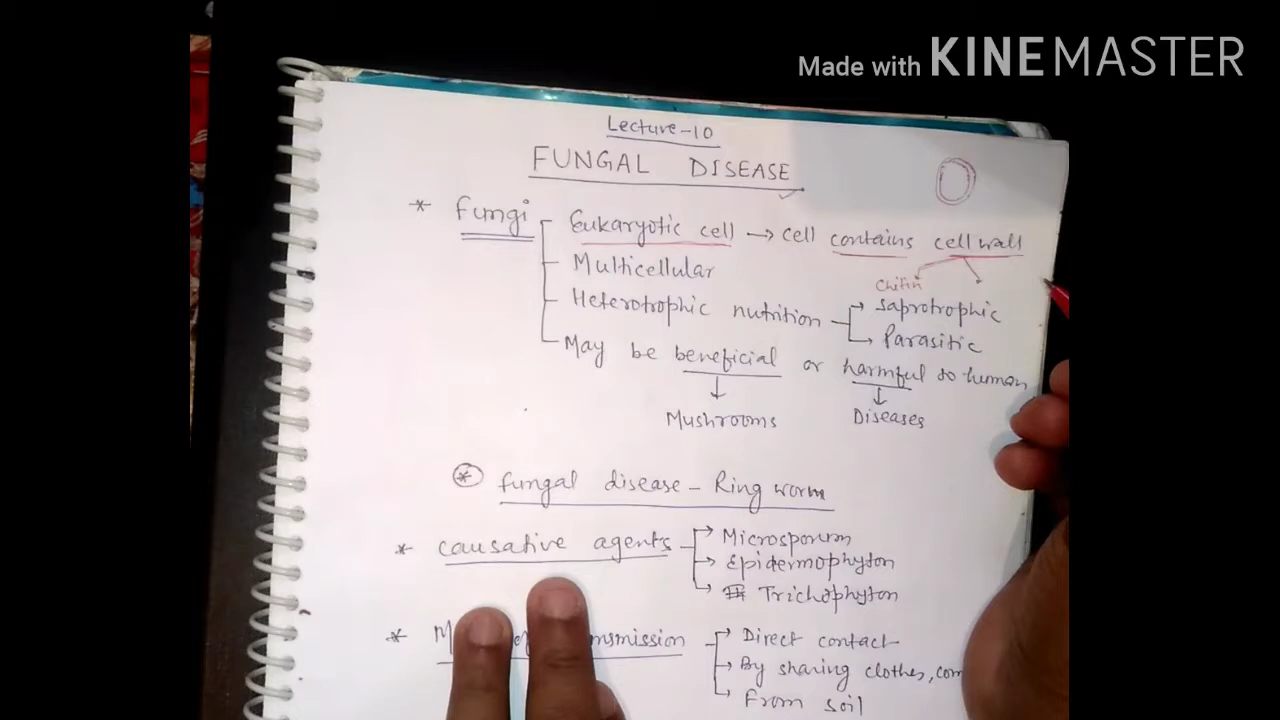 Made with KINEMASTER
Lecture-10
FUNGAL DISEASE
* Fungi
Eukaryotic cell → cell contains cell wall
Chitin
Multicellular
Heterotrophic nutrition
Saprotrophic
Parasitic
May be beneficial or harmful to human
Mushrooms
Diseases
* Fungal disease - Ring worm
* Causative agents
Microsporum
Epidermophyton
Trichophyton
* M
Direct contact
By sharing clothes, com
From soil